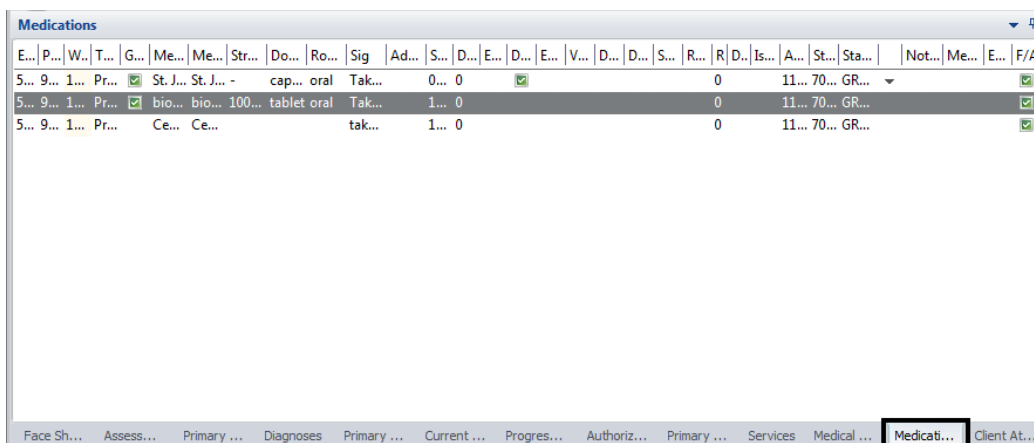 Medications
E... P... W... T... G... Me... Me... Str... Do... Ro... Sig Ad... S... D... E... D... E... V... D... D... S... R... R D.. Is... A... St... Sta... Not... Me... E... F/A
5... 9... 1... Pr... St. J... St. J... - cap... oral Tak... 0... 0 0 11... 70... GR...
5... 9... 1... Pr... bio... bio... 100... tablet oral Tak... 1... 0 0 11... 70... GR...
5... 9... 1... Pr... Ce... Ce... tak... 1... 0 0 11... 70... GR...
Face Sh... Assess... Primary ... Diagnoses Primary ... Current ... Progres... Authoriz... Primary ... Services Medical ... Medicati... Client At...